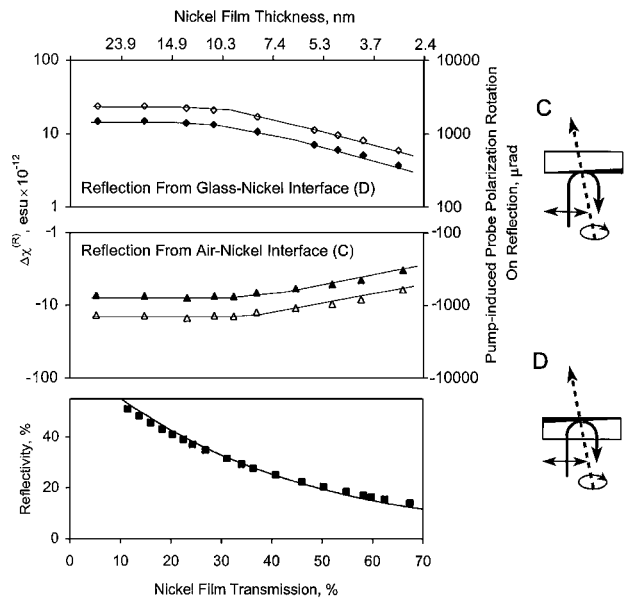 Nickel Film Thickness, nm
23.9 14.9 10.3 7.4 5.3 3.7 2.4
100
10
1
10000
1000
100
Reflection From Glass-Nickel Interface (D)
Δχ(R), esu×10-12
-1
-10
-100
-100
-1000
-10000
Reflection From Air-Nickel Interface (C)
Pump-induced Probe Polarization Rotation
On Reflection, μrad
C
D
Reflectivity, %
40
20
0
0 10 20 30 40 50 60 70
Nickel Film Transmission, %